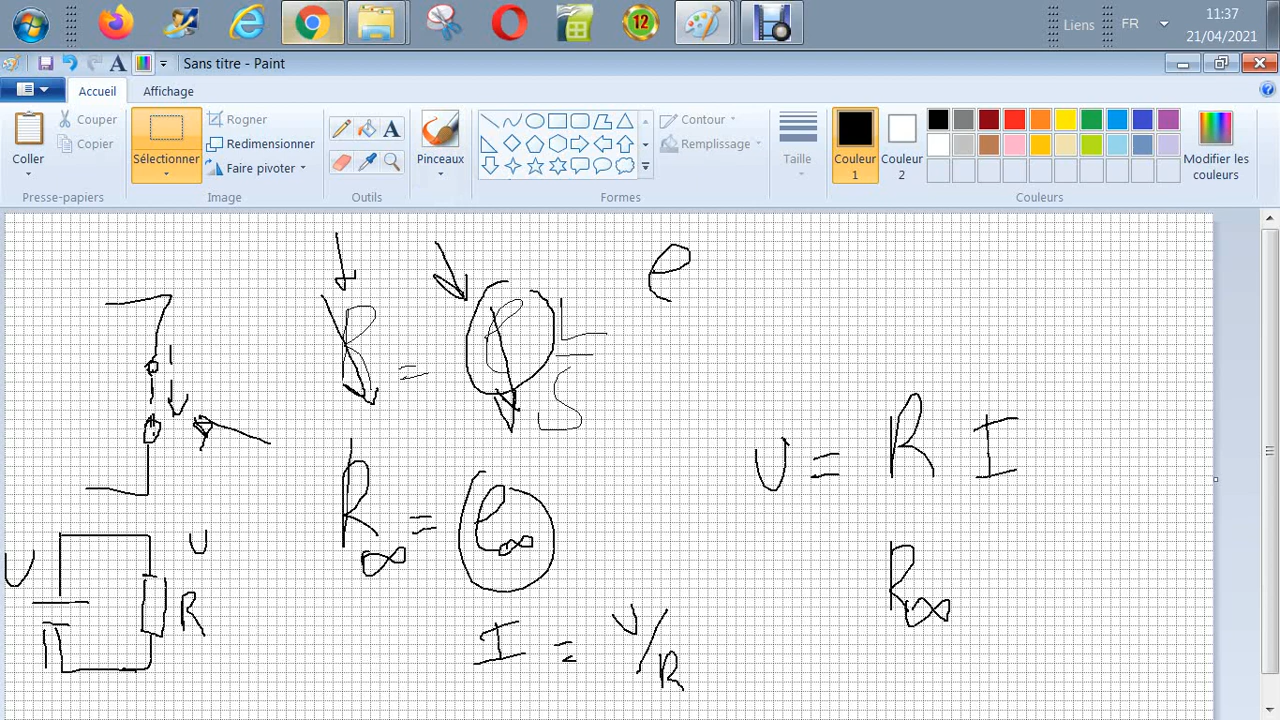 Liens
FR
11:37
21/04/2021
12
A
Sans titre - Paint
Accueil
Affichage
Coller
Couper
Copier
Presse-papiers
Sélectionner
Rogner
Redimensionner
Faire pivoter
Image
A
Outils
Pinceaux
Formes
Contour
Remplissage
Taille
Couleur 1
Couleur 2
Modifier les couleurs
Couleurs
e
R = ρ L/S
U = R I
R∞ = ρ∞
R∞
U
U
R
I = V/R